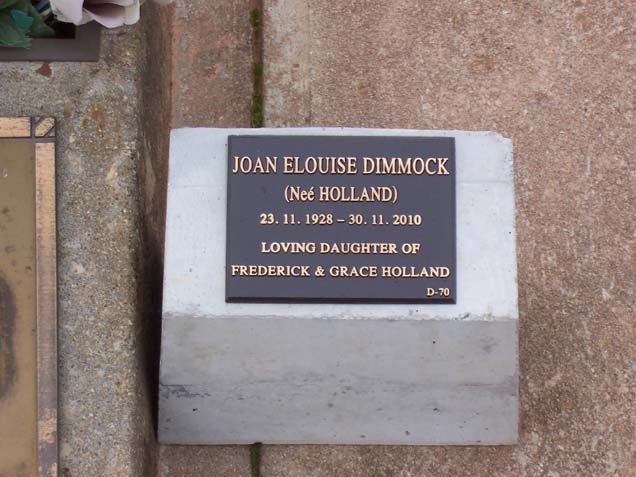 JOAN ELOUISE DIMMOCK
(Neé HOLLAND)
23. 11. 1928 – 30. 11. 2010
LOVING DAUGHTER OF
FREDERICK & GRACE HOLLAND
D-70